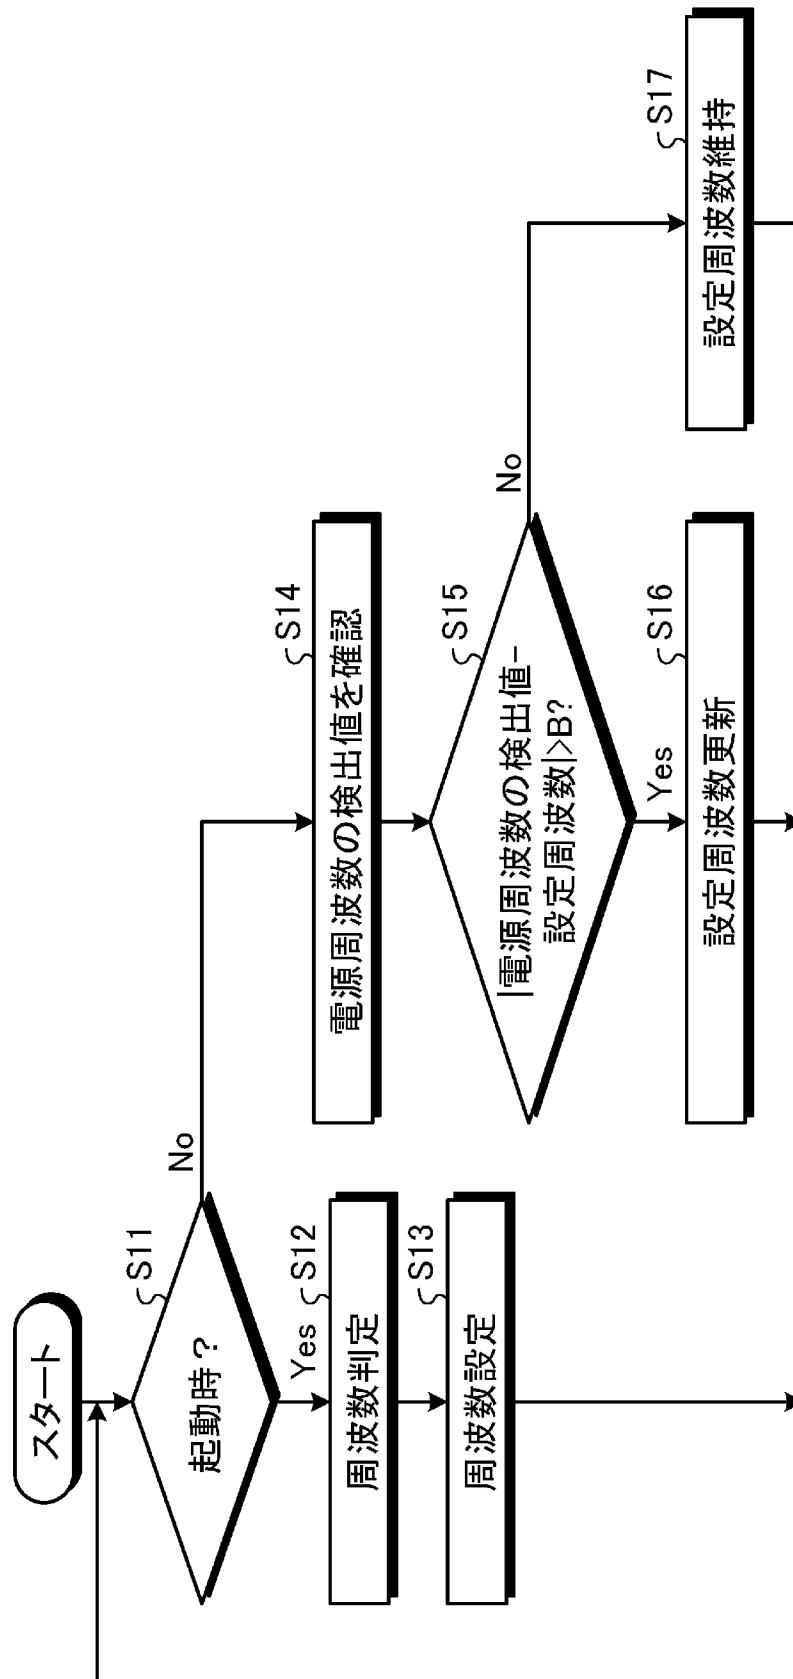 スタート
起動時？
S11
No
Yes
S12
周波数判定
S13
周波数設定
S14
電源周波数の検出値を確認
S15
|電源周波数の検出値−
設定周波数|>B?
No
Yes
S16
設定周波数更新
S17
設定周波数維持